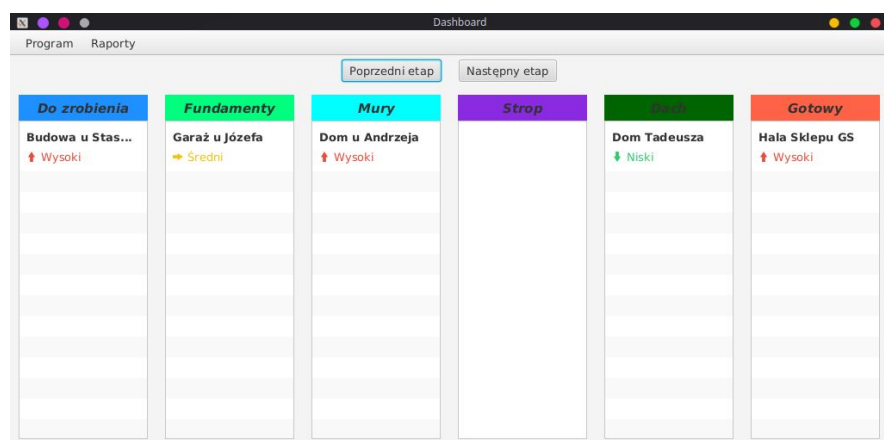 Dashboard
Program Raporty
Poprzedni etap Następny etap
Do zrobienia Fundamenty Mury Strop Dach Gotowy
Budowa u Stas... Garaż u Józefa Dom u Andrzeja Dom Tadeusza Hala Sklepu GS
Wysoki Średni Wysoki Niski Wysoki